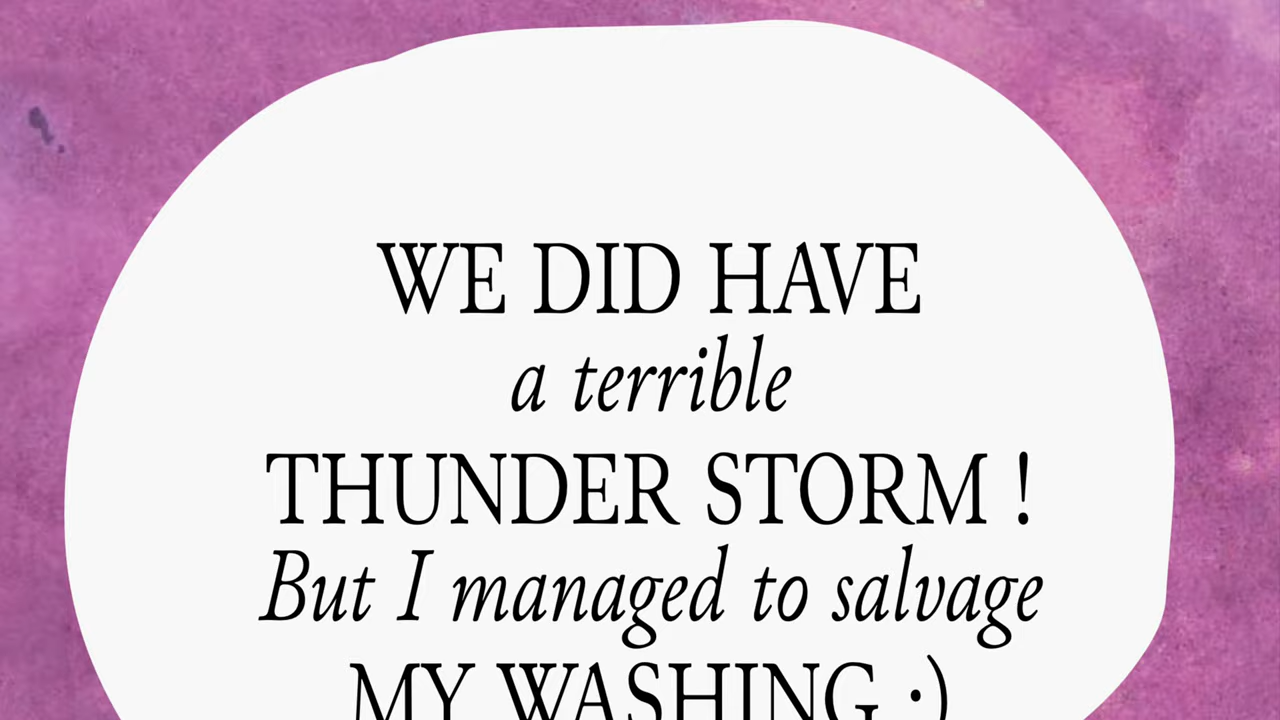 WE DID HAVE
a terrible
THUNDER STORM !
But I managed to salvage
MY WASHING :)